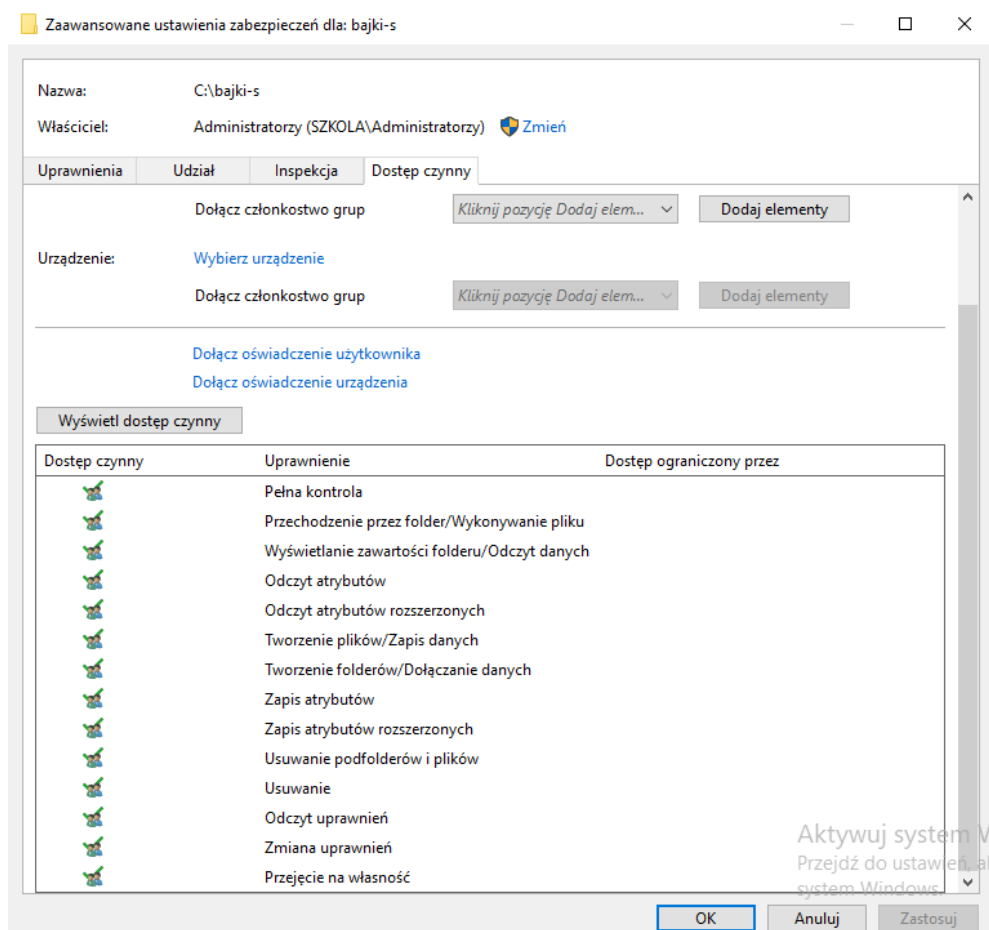 Zaawansowane ustawienia zabezpieczeń dla: bajki-s
Nazwa: C:\bajki-s
Właściciel: Administratorzy (SZKOLA\Administratorzy) Zmień
Uprawnienia Udział Inspekcja Dostęp czynny
Dołącz członkostwo grup Kliknij pozycję Dodaj elem... Dodaj elementy
Urządzenie: Wybierz urządzenie
Dołącz członkostwo grup Kliknij pozycję Dodaj elem... Dodaj elementy
Dołącz oświadczenie użytkownika
Dołącz oświadczenie urządzenia
Wyświetl dostęp czynny
Dostęp czynny Uprawnienie Dostęp ograniczony przez
Pełna kontrola
Przechodzenie przez folder/Wykonywanie pliku
Wyświetlanie zawartości folderu/Odczyt danych
Odczyt atrybutów
Odczyt atrybutów rozszerzonych
Tworzenie plików/Zapis danych
Tworzenie folderów/Dołączanie danych
Zapis atrybutów
Zapis atrybutów rozszerzonych
Usuwanie podfolderów i plików
Usuwanie
Odczyt uprawnień
Zmiana uprawnień
Przejęcie na własność
Aktywuj system
Przejdź do ustawień,
system Windows.
OK Anuluj Zastosuj